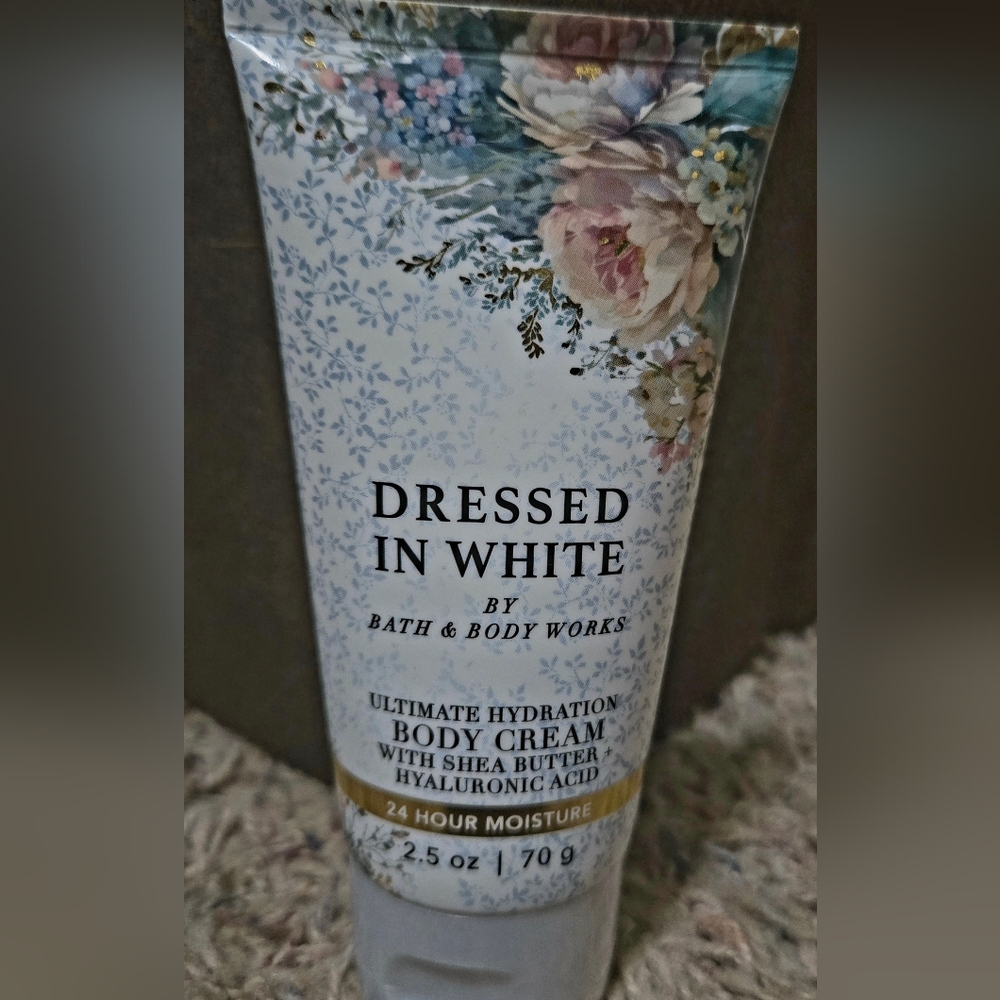 DRESSED
IN WHITE
BY
BATH & BODY WORKS
ULTIMATE HYDRATION
BODY CREAM
WITH SHEA BUTTER +
HYALURONIC ACID
24 HOUR MOISTURE
2.5 oz | 70 g